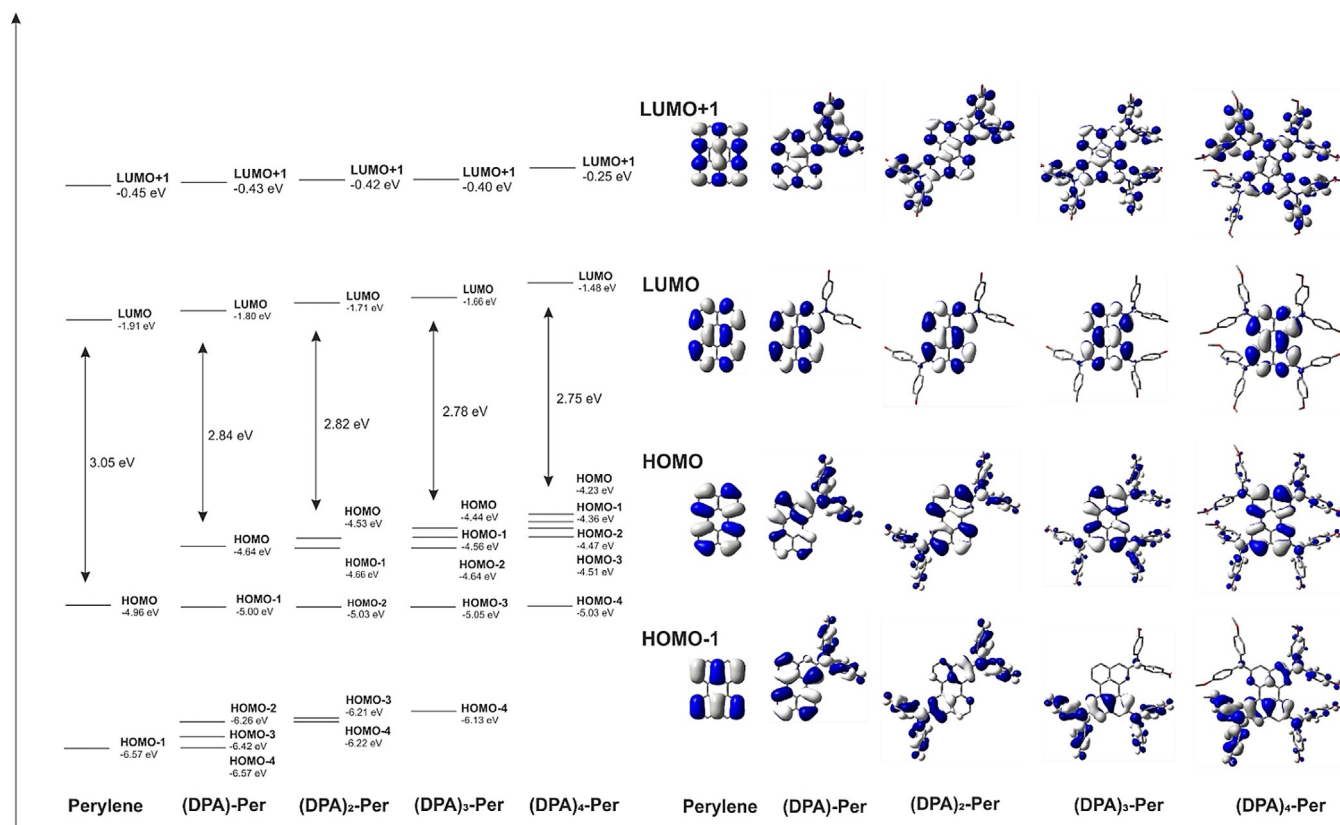 LUMO+1
-0.45 eV
LUMO+1
-0.43 eV
LUMO+1
-0.42 eV
LUMO+1
-0.40 eV
LUMO+1
-0.25 eV
LUMO
-1.91 eV
LUMO
-1.80 eV
LUMO
-1.71 eV
LUMO
-1.66 eV
LUMO
-1.48 eV
3.05 eV
2.84 eV
2.82 eV
2.78 eV
2.75 eV
HOMO
-4.96 eV
HOMO-1
-6.57 eV
HOMO
-4.64 eV
HOMO-1
-5.00 eV
HOMO-2
-6.26 eV
HOMO-3
-6.42 eV
HOMO-4
-6.57 eV
HOMO
-4.53 eV
HOMO-1
-4.66 eV
HOMO-2
-5.03 eV
HOMO-3
-6.21 eV
HOMO-4
-6.22 eV
HOMO
-4.44 eV
HOMO-1
-4.56 eV
HOMO-2
-4.64 eV
HOMO-3
-5.05 eV
HOMO-4
-6.13 eV
HOMO
-4.23 eV
HOMO-1
-4.36 eV
HOMO-2
-4.47 eV
HOMO-3
-4.51 eV
HOMO-4
-5.03 eV
Perylene
(DPA)-Per
(DPA)₂-Per
(DPA)₃-Per
(DPA)₄-Per
LUMO+1
LUMO
HOMO
HOMO-1
Perylene
(DPA)-Per
(DPA)₂-Per
(DPA)₃-Per
(DPA)₄-Per